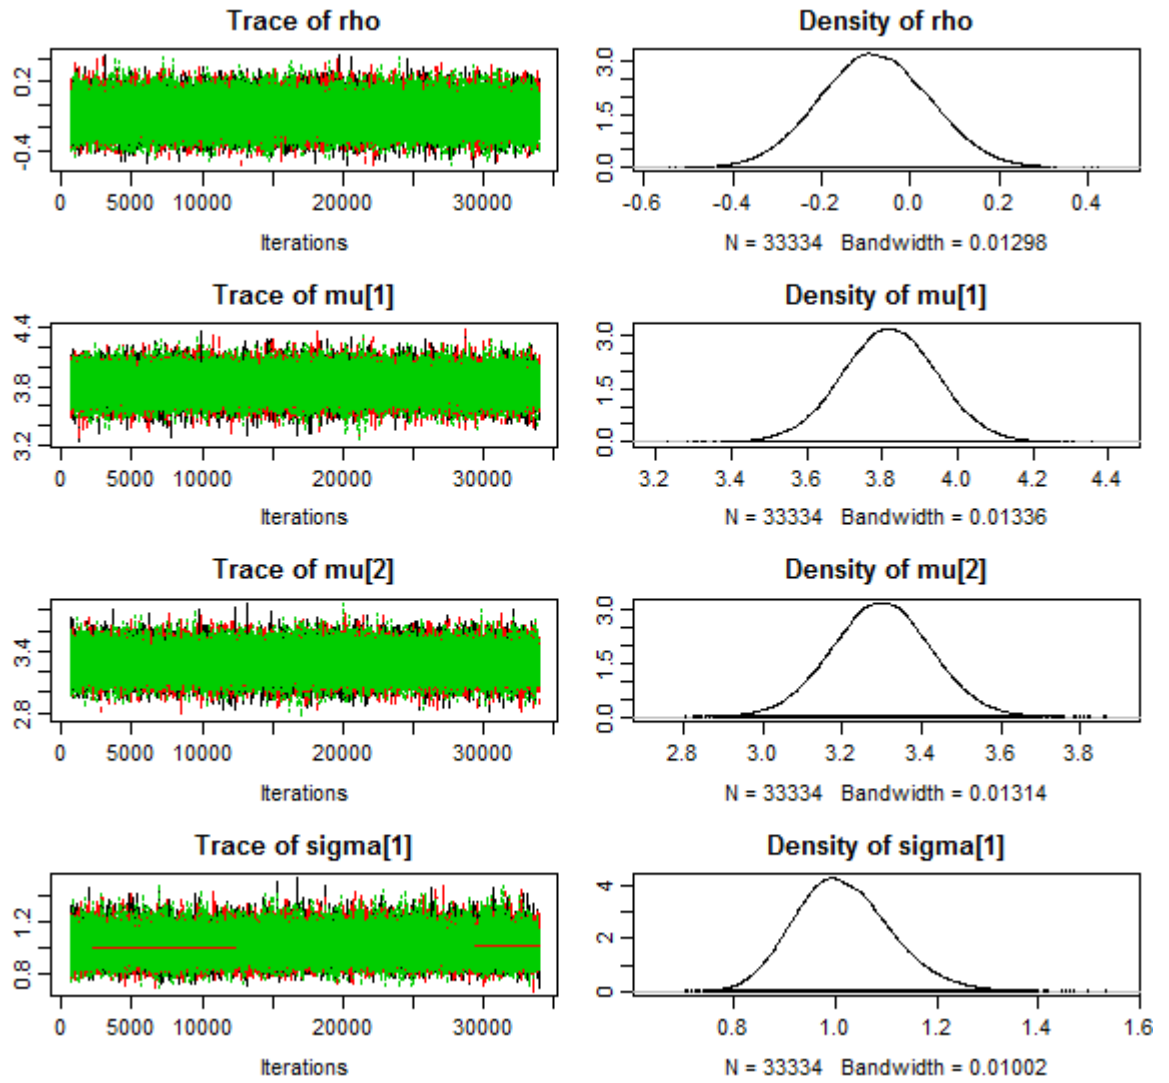 Trace of rho
0.2
-0.4
0 5000 10000 20000 30000
Iterations
Density of rho
3.0
1.5
0.0
-0.6 -0.4 -0.2 0.0 0.2 0.4
N = 33334 Bandwidth = 0.01298
Trace of mu[1]
4.4
3.8
3.2
0 5000 10000 20000 30000
Iterations
Density of mu[1]
3.0
1.5
0.0
3.2 3.4 3.6 3.8 4.0 4.2 4.4
N = 33334 Bandwidth = 0.01336
Trace of mu[2]
3.4
2.8
0 5000 10000 20000 30000
Iterations
Density of mu[2]
3.0
1.5
0.0
2.8 3.0 3.2 3.4 3.6 3.8
N = 33334 Bandwidth = 0.01314
Trace of sigma[1]
1.2
0.8
0 5000 10000 20000 30000
Iterations
Density of sigma[1]
4
2
0
0.8 1.0 1.2 1.4 1.6
N = 33334 Bandwidth = 0.01002